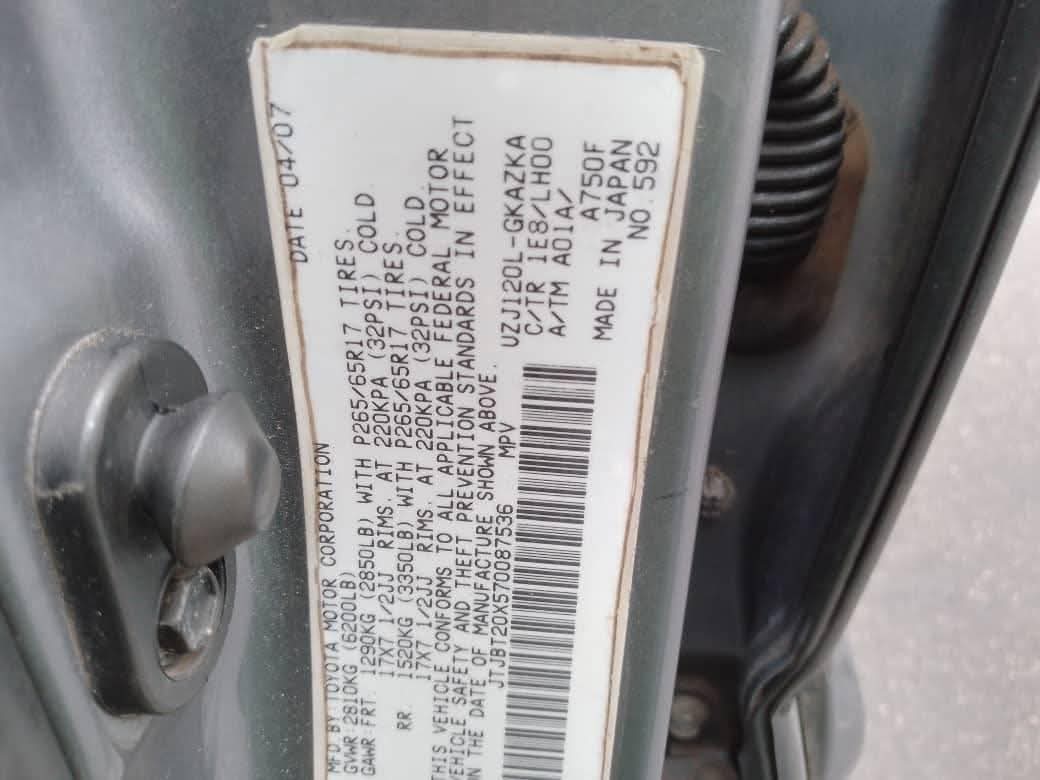 MFD BY:TOYOTA MOTOR CORPORATION DATE 04/07
GVWR:2810KG (6200LB)
GAWR:FRT. 1290KG (2850LB) WITH P265/65R17 TIRES.
17X7 1/2JJ RIMS. AT 220KPA (32PSI) COLD.
RR. 1520KG (3350LB) WITH P265/65R17 TIRES.
17X7 1/2JJ RIMS. AT 220KPA (32PSI) COLD.
THIS VEHICLE CONFORMS TO ALL APPLICABLE FEDERAL MOTOR
VEHICLE SAFETY AND THEFT PREVENTION STANDARDS IN EFFECT
ON THE DATE OF MANUFACTURE SHOWN ABOVE.
JTJBT20X570087536 MPV
UZJ120L-GKAZKA
C/TR 1E8/LH00
A/TM A01A/ A750F
MADE IN JAPAN
NO.592